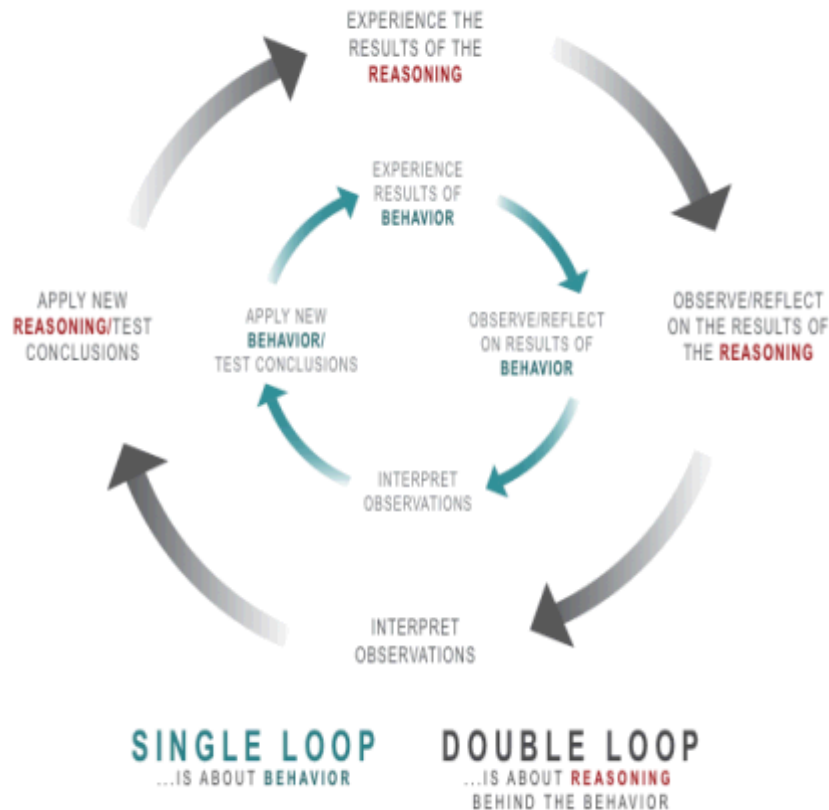 EXPERIENCE THE
RESULTS OF THE
REASONING
EXPERIENCE
RESULTS OF
BEHAVIOR
APPLY NEW
REASONING/TEST
CONCLUSIONS
APPLY NEW
BEHAVIOR/
TEST CONCLUSIONS
OBSERVE/REFLECT
ON RESULTS OF
BEHAVIOR
OBSERVE/REFLECT
ON THE RESULTS OF
THE REASONING
INTERPRET
OBSERVATIONS
INTERPRET
OBSERVATIONS
SINGLE LOOP
...IS ABOUT BEHAVIOR
DOUBLE LOOP
...IS ABOUT REASONING
BEHIND THE BEHAVIOR